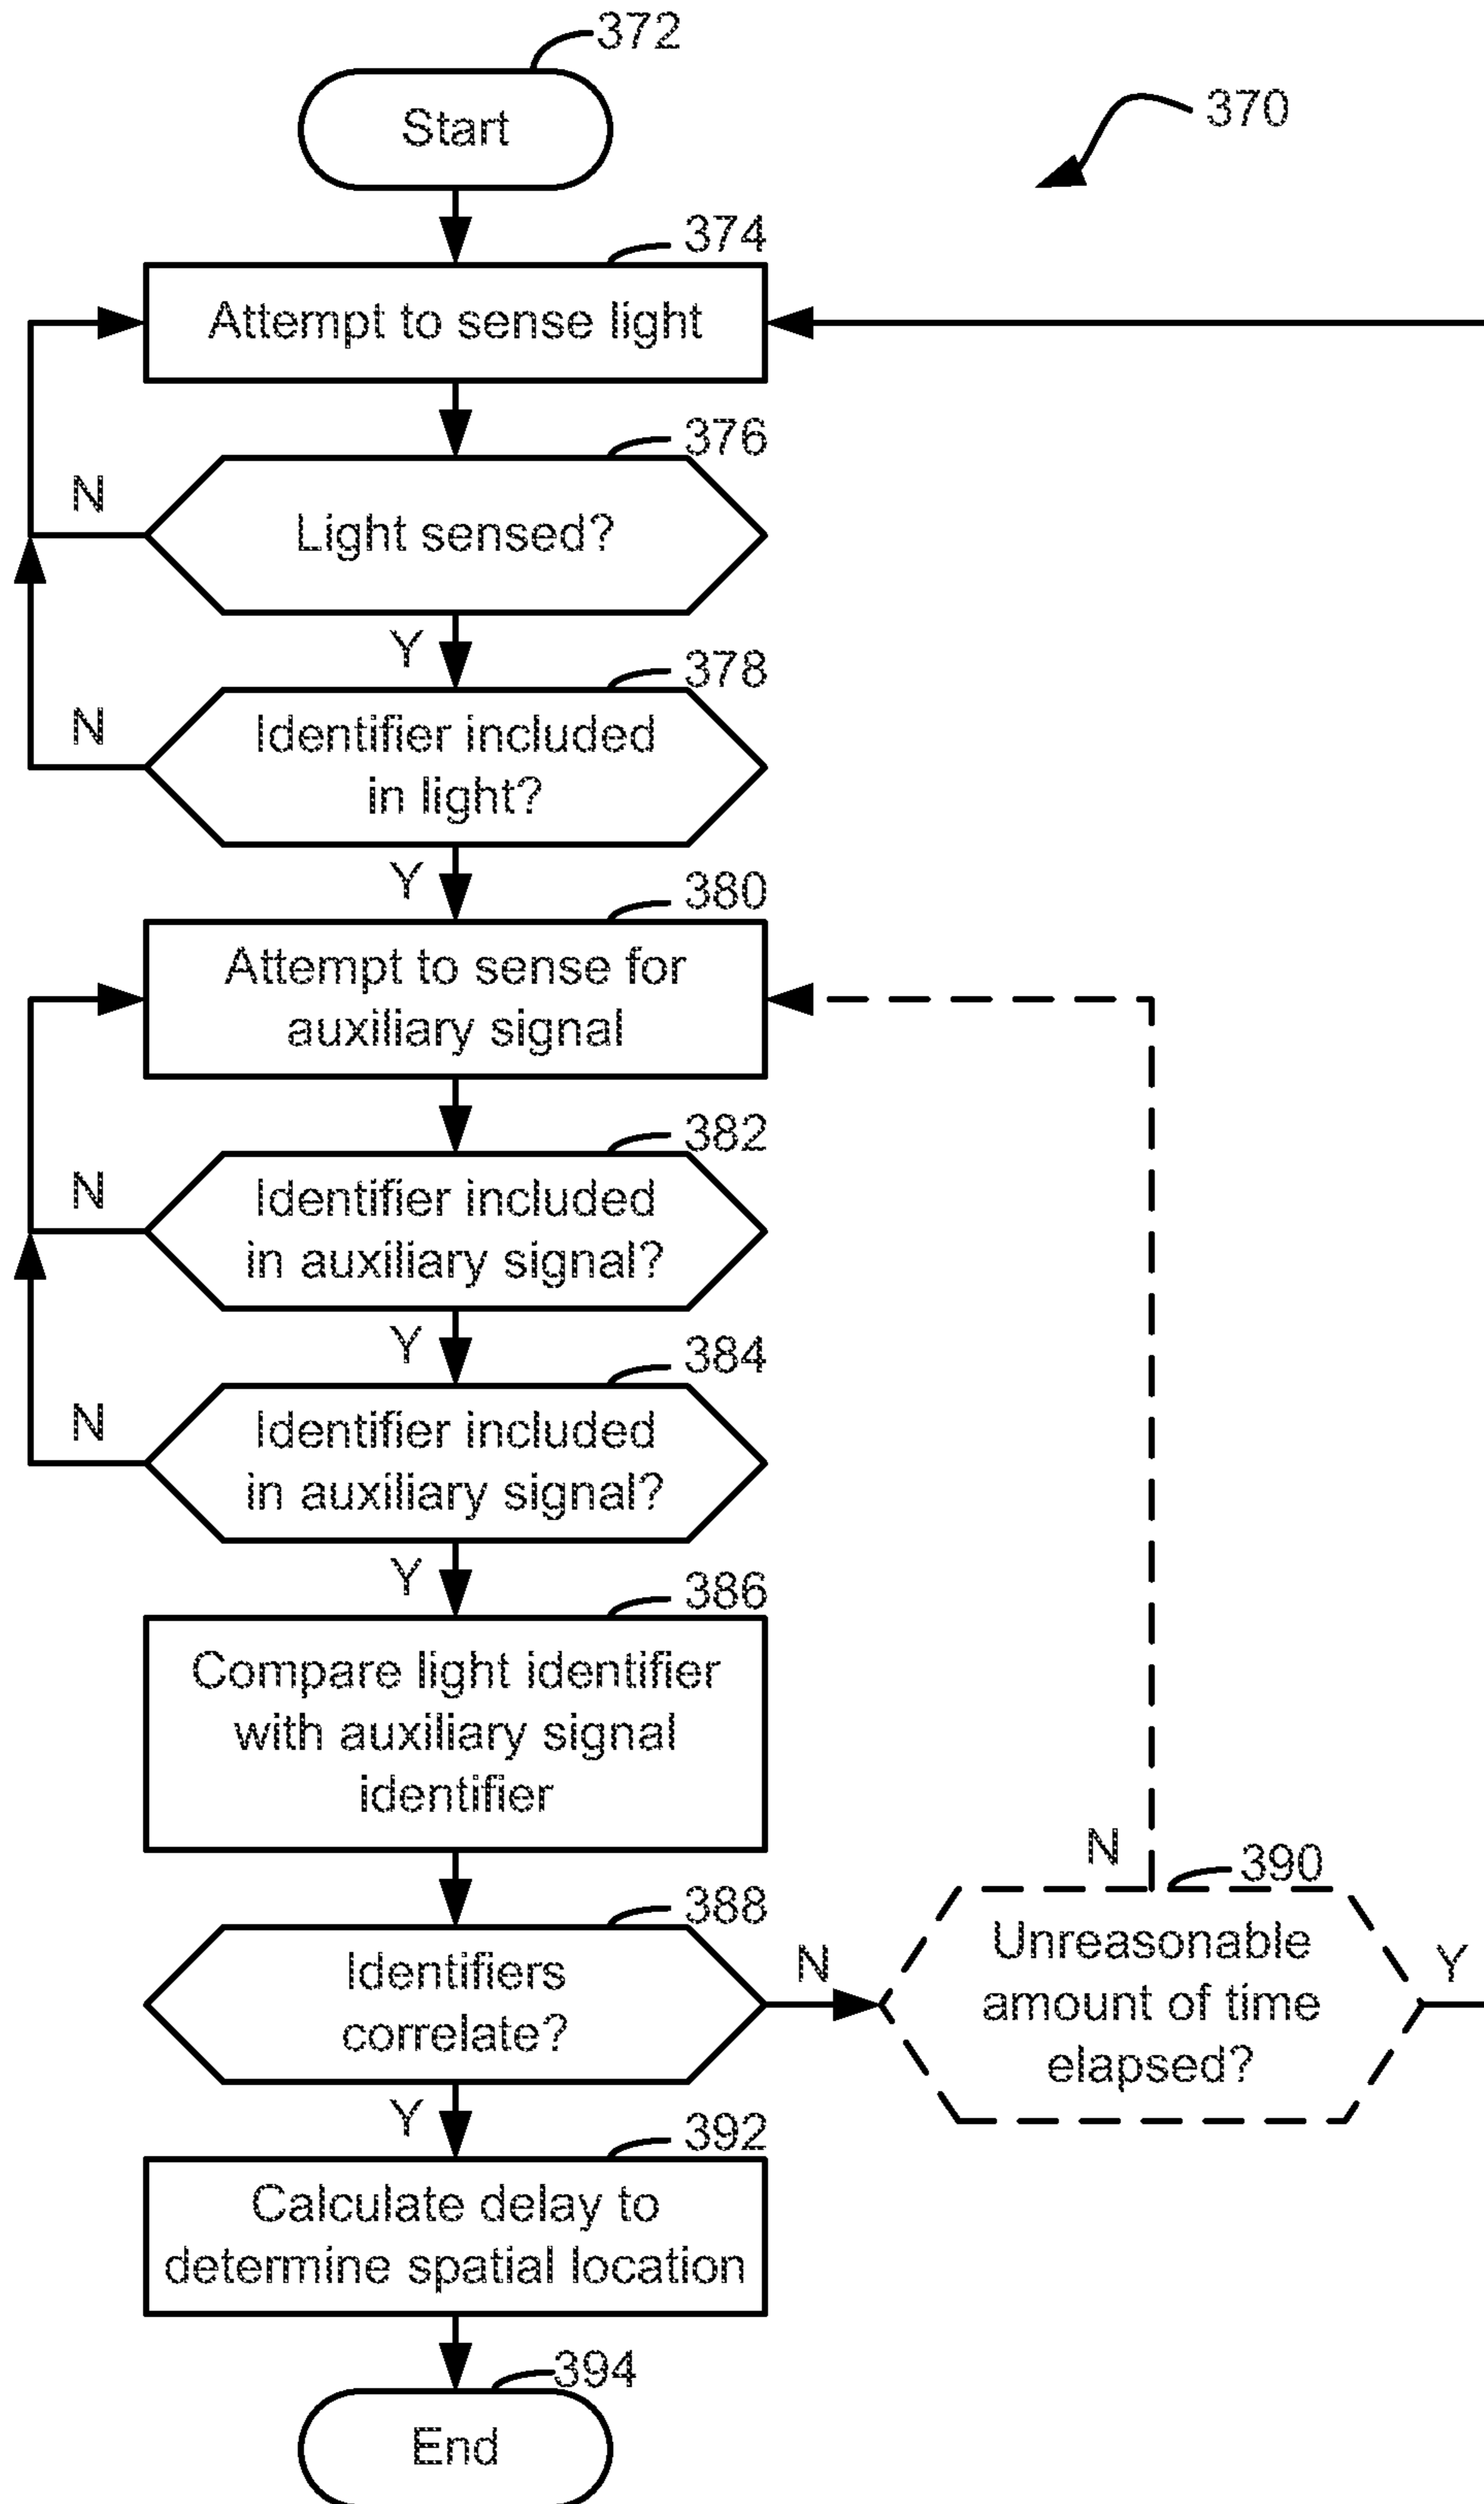 372
Start
370
374
Attempt to sense light
376
N
Light sensed?
Y
378
N
Identifier included
in light?
Y
380
Attempt to sense for
auxiliary signal
382
N
Identifier included
in auxiliary signal?
Y
384
N
Identifier included
in auxiliary signal?
Y
386
Compare light identifier
with auxiliary signal
identifier
388
Identifiers
correlate?
N
N
390
Unreasonable
amount of time
elapsed?
Y
Y
392
Calculate delay to
determine spatial location
394
End